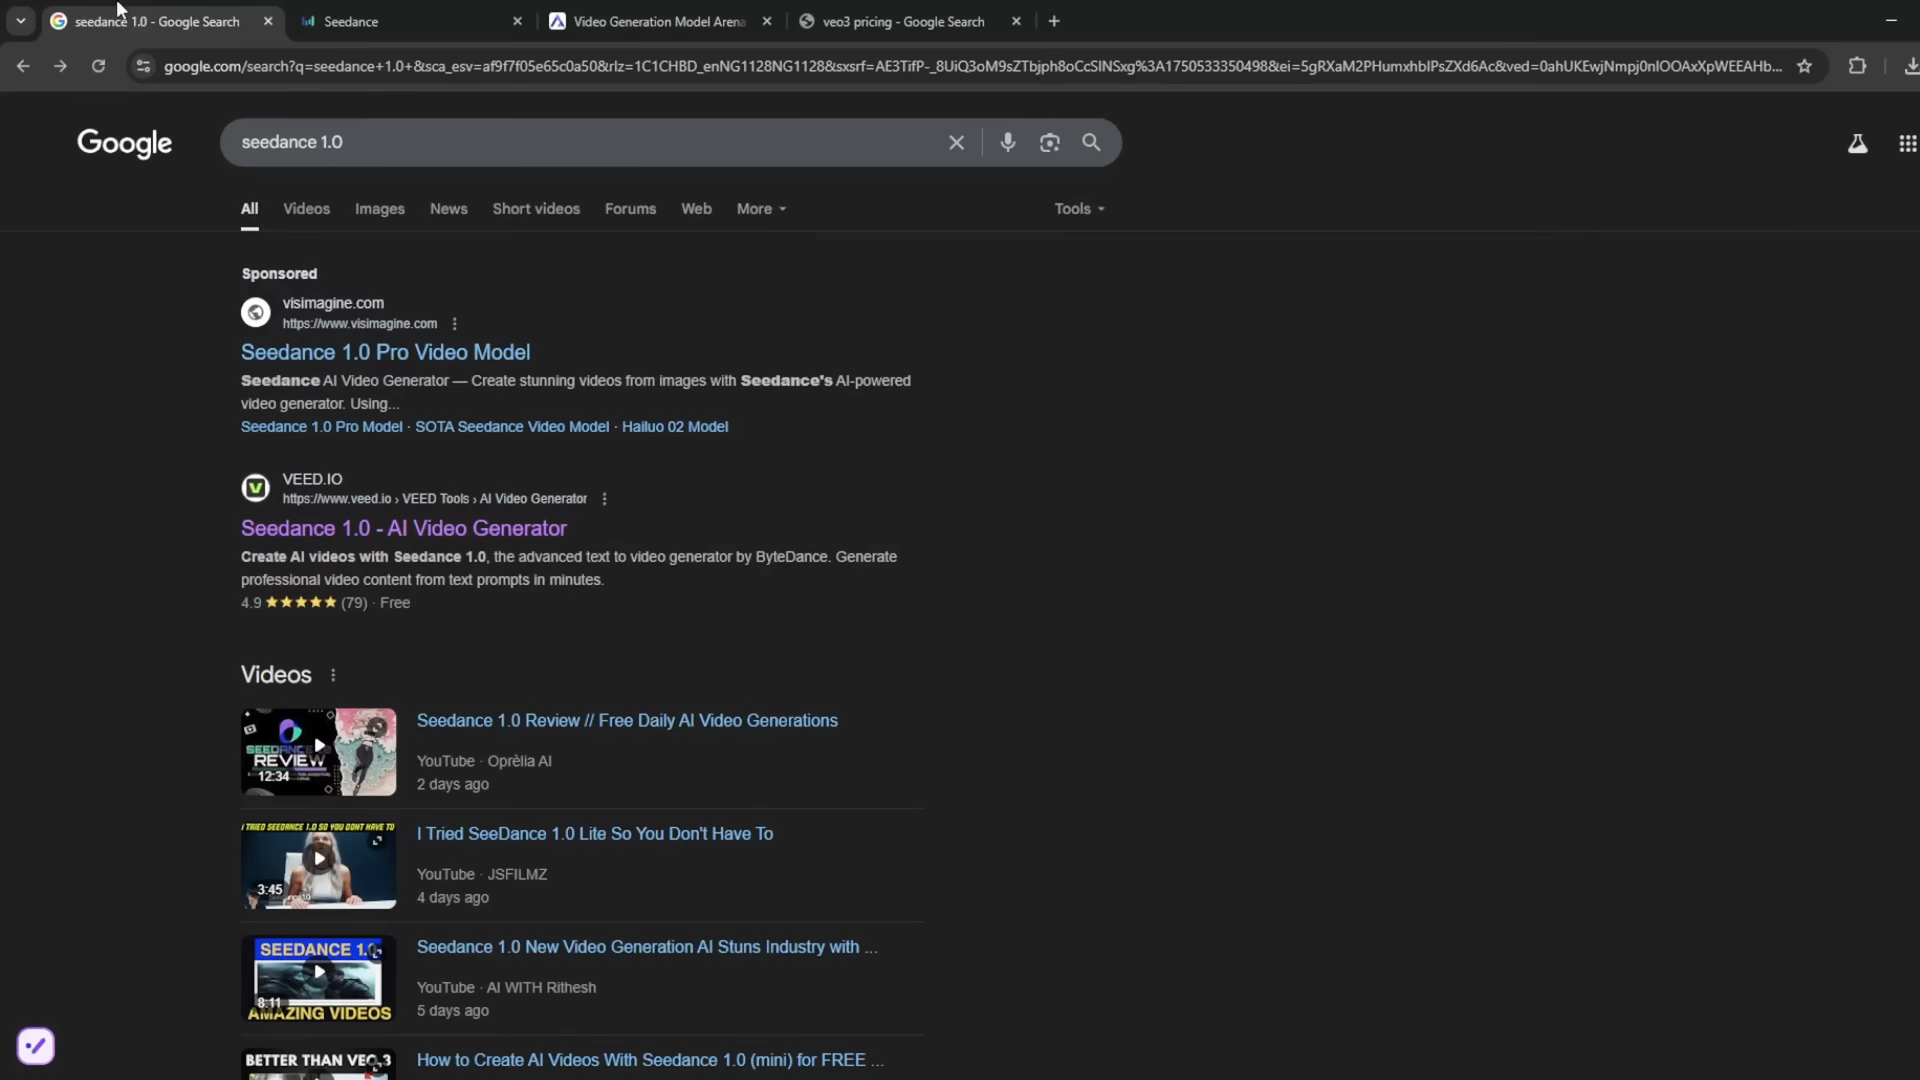 seedance 1.0 - Google Search
Seedance
Video Generation Model Arena
veo3 pricing - Google Search
google.com/search?q=seedance+1.0+&sca_esv=af9f7f05e65c0a50&rlz=1C1CHBD_enNG1128NG1128&sxsrf=AE3TifP-_8UiQ3oM9sZTbjph8oCcSINSxg%3A1750533350498&ei=5gRXaM2PHumxhbIPsZXd6Ac&ved=0ahUKEwjNmpj0nIOOAxXpWEEAHb...
Google
seedance 1.0
All
Videos
Images
News
Short videos
Forums
Web
More
Tools
Sponsored
visimagine.com
https://www.visimagine.com
Seedance 1.0 Pro Video Model
Seedance AI Video Generator — Create stunning videos from images with Seedance's AI-powered
video generator. Using...
Seedance 1.0 Pro Model · SOTA Seedance Video Model · Hailuo 02 Model
VEED.IO
https://www.veed.io › VEED Tools › AI Video Generator
Seedance 1.0 - AI Video Generator
Create AI videos with Seedance 1.0, the advanced text to video generator by ByteDance. Generate
professional video content from text prompts in minutes.
4.9 ★★★★★ (79) · Free
Videos
SEEDANCE
REVIEW
12:34
Seedance 1.0 Review // Free Daily AI Video Generations
YouTube · Oprèlia AI
2 days ago
I TRIED SEEDANCE 1.0 SO YOU DONT HAVE TO
3:45
I Tried SeeDance 1.0 Lite So You Don't Have To
YouTube · JSFILMZ
4 days ago
SEEDANCE 1.0
8:11
AMAZING VIDEOS
Seedance 1.0 New Video Generation AI Stuns Industry with ...
YouTube · AI WITH Rithesh
5 days ago
BETTER THAN VEO 3
How to Create AI Videos With Seedance 1.0 (mini) for FREE ...